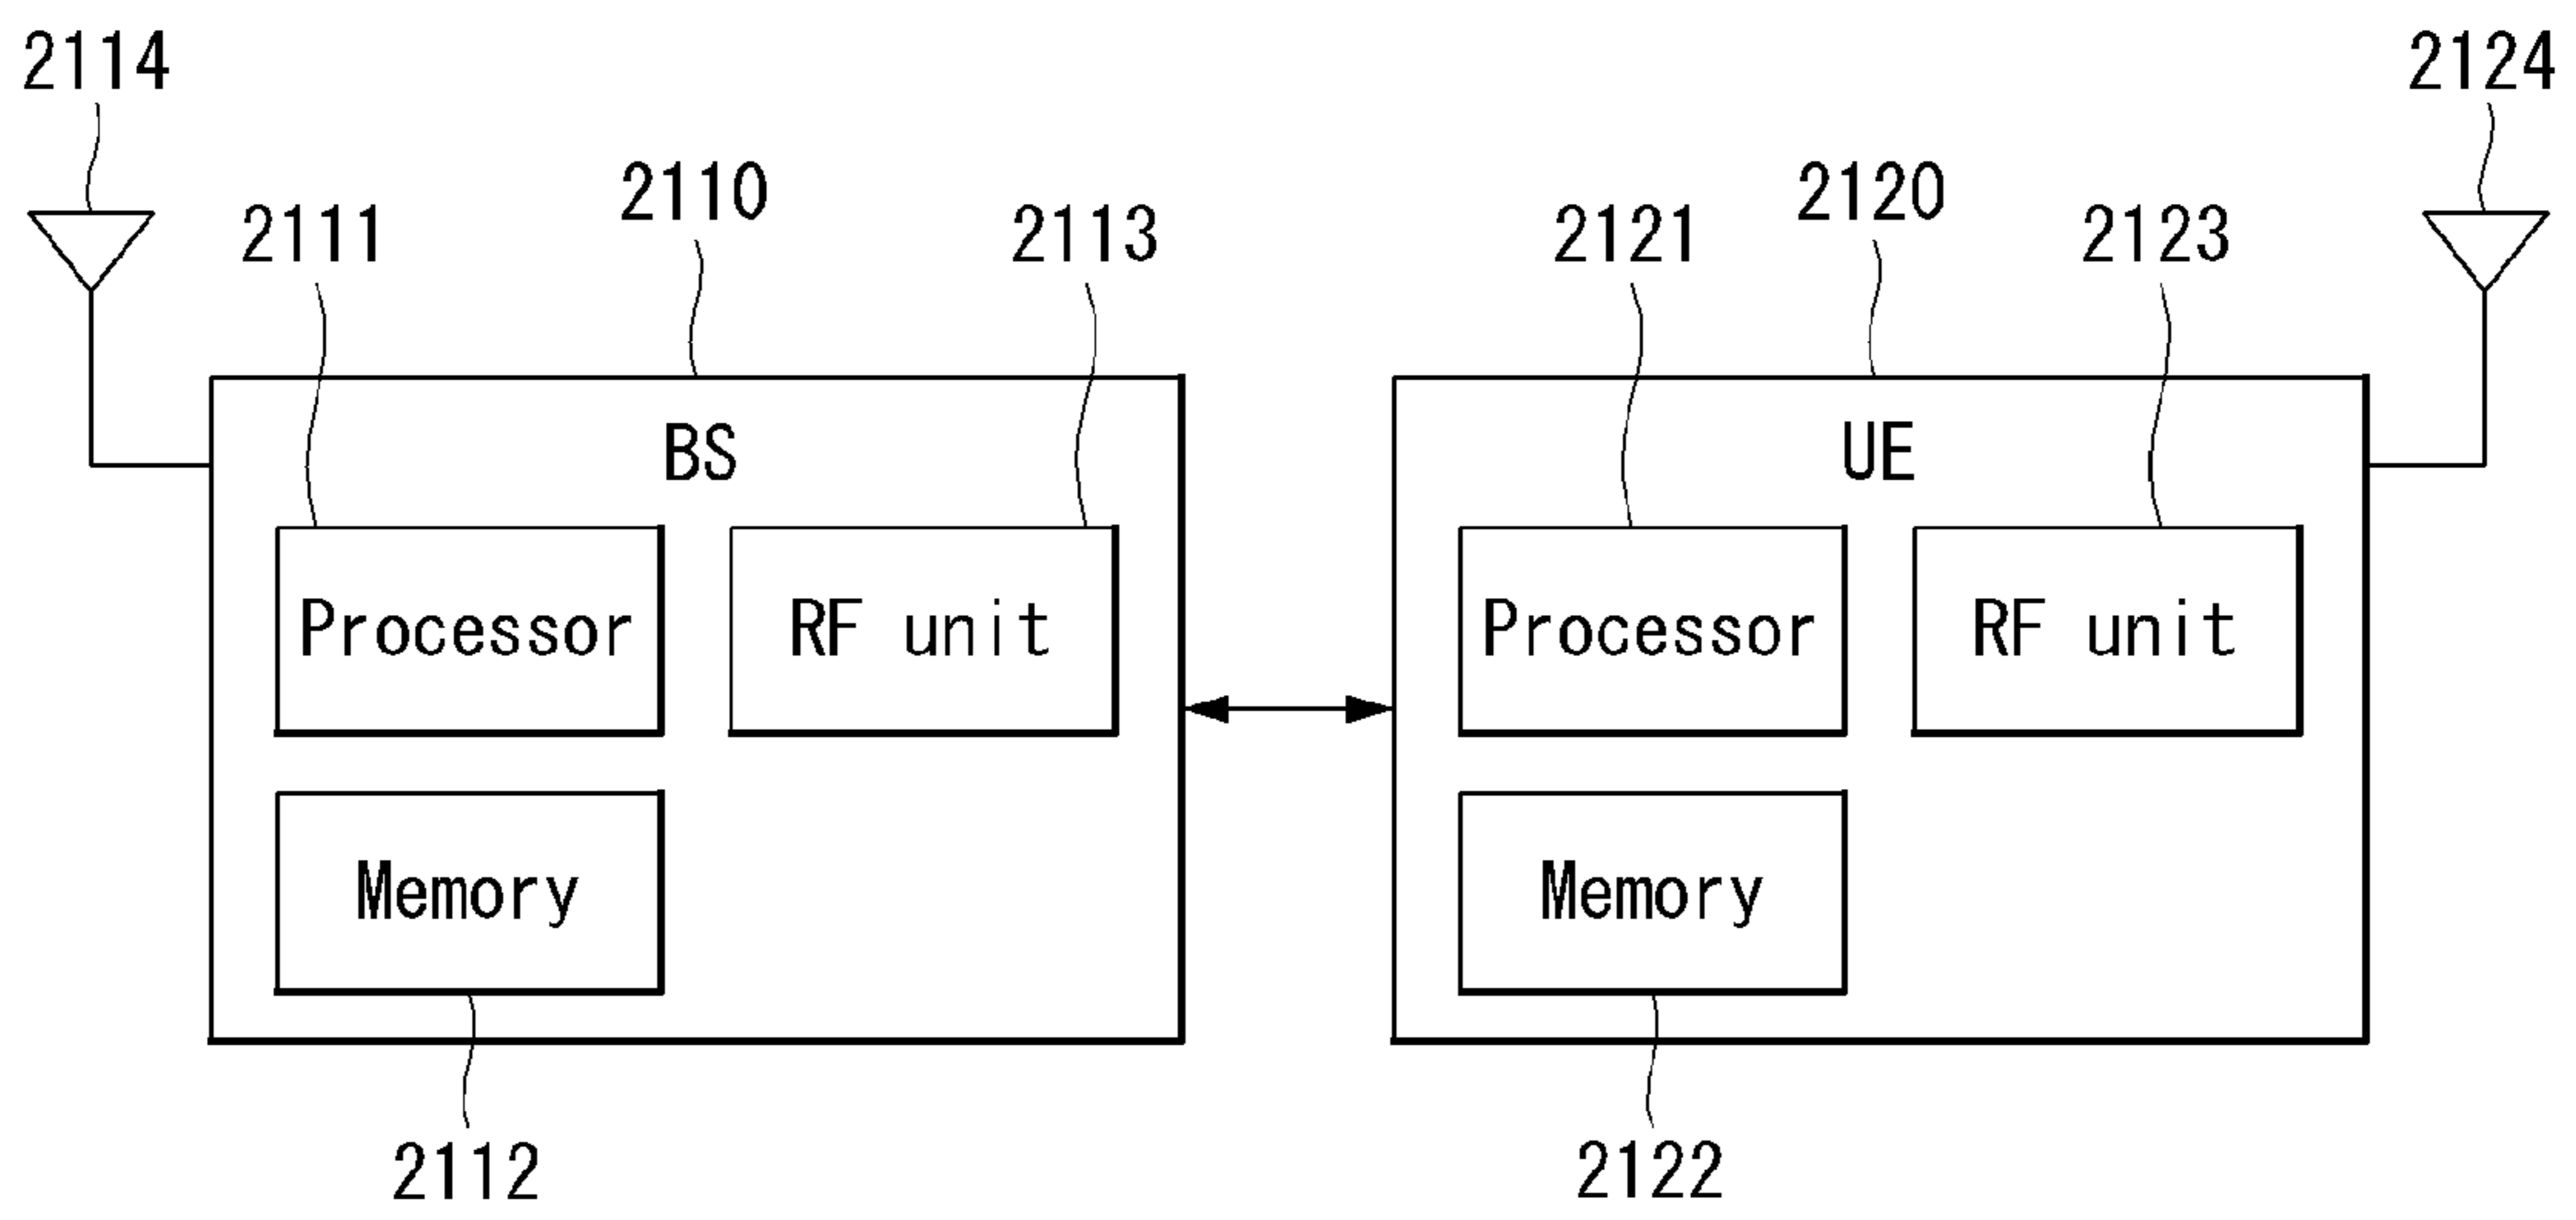 2114 2124
2110 2120
2111 2113 2121 2123
BS UE
Processor RF unit Processor RF unit
Memory Memory
2112 2122